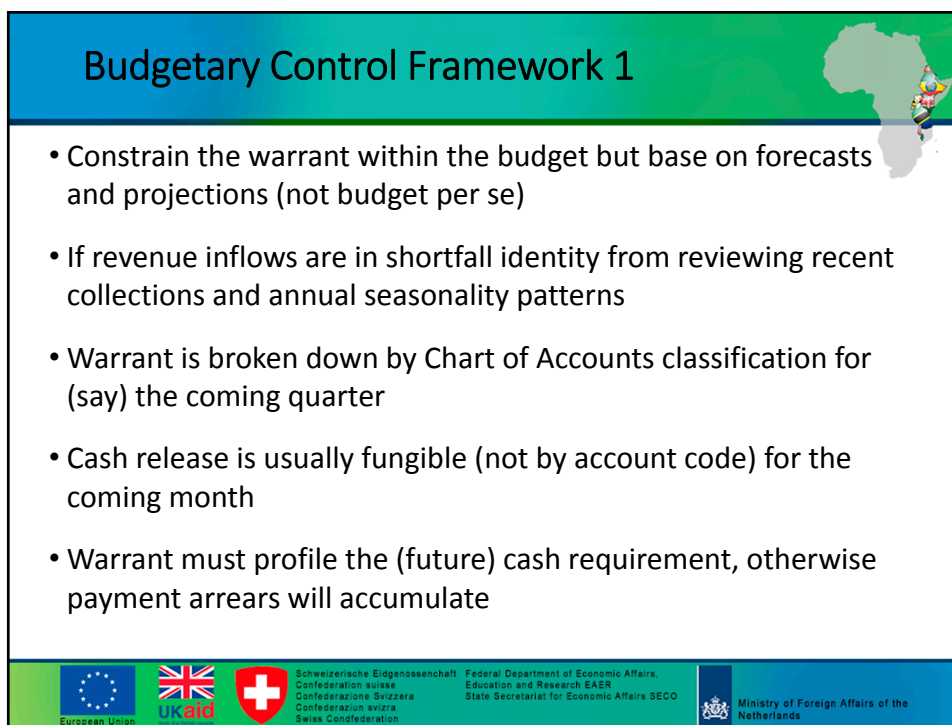 Budgetary Control Framework 1
• Constrain the warrant within the budget but base on forecasts
and projections (not budget per se)
• If revenue inflows are in shortfall identity from reviewing recent
collections and annual seasonality patterns
• Warrant is broken down by Chart of Accounts classification for
(say) the coming quarter
• Cash release is usually fungible (not by account code) for the
coming month
• Warrant must profile the (future) cash requirement, otherwise
payment arrears will accumulate
European Union
UKaid
from the British people
Schweizerische Eidgenossenschaft
Confédération suisse
Confederazione Svizzera
Confederaziun svizra
Swiss Condfederation
Federal Department of Economic Affairs,
Education and Research EAER
State Secretariat for Economic Affairs SECO
Ministry of Foreign Affairs of the
Netherlands